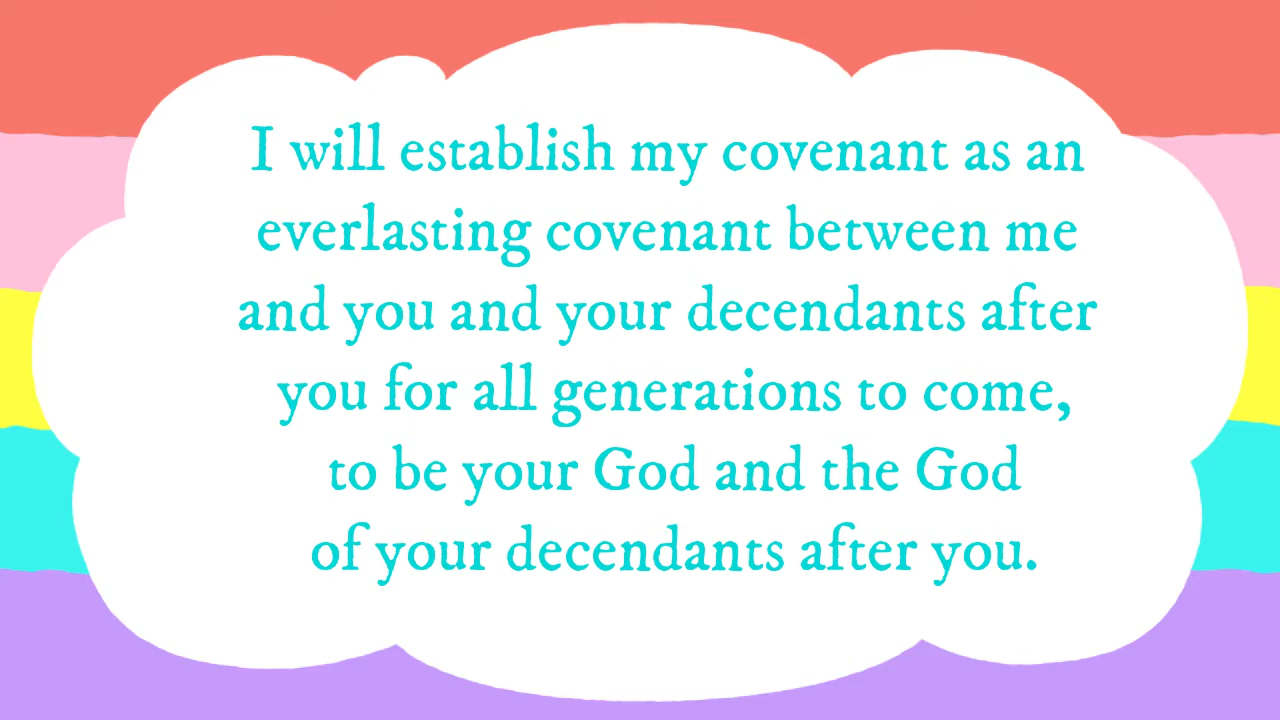 I will establish my covenant as an
everlasting covenant between me
and you and your decendants after
you for all generations to come,
to be your God and the God
of your decendants after you.